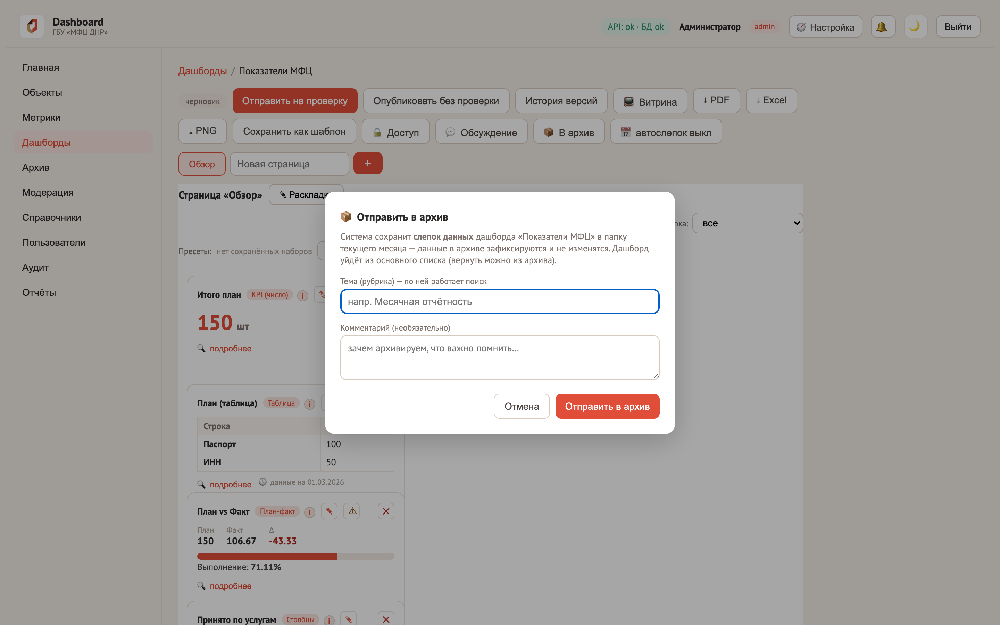 Dashboard
ГБУ «МФЦ ДНР»
API: ok · БД ok
Администратор
admin
Настройка
Выйти
Главная
Объекты
Метрики
Дашборды
Архив
Модерация
Справочники
Пользователи
Аудит
Отчёты
Дашборды / Показатели МФЦ
черновик
Отправить на проверку
Опубликовать без проверки
История версий
Витрина
⤓ PDF
⤓ Excel
⤓ PNG
Сохранить как шаблон
Доступ
Обсуждение
В архив
17 автослепок выкл
Обзор
Новая страница
+
Страница «Обзор»
✎ Расклад
все
Пресеты: нет сохранённых наборов
📦 Отправить в архив
Система сохранит слепок данных дашборда «Показатели МФЦ» в папку
текущего месяца — данные в архиве зафиксируются и не изменятся. Дашборд
уйдёт из основного списка (вернуть можно из архива).
Тема (рубрика) — по ней работает поиск
напр. Месячная отчётность
Комментарий (необязательно)
зачем архивируем, что важно помнить...
Отмена
Отправить в архив
Итого план
KPI (число)
i
150 шт
подробнее
План (таблица)
Таблица
i
Строка
Паспорт 100
ИНН 50
подробнее
данные на 01.03.2026
План vs Факт
План-факт
i
План Факт Δ
150 106.67 -43.33
Выполнение: 71.11%
подробнее
Принято по услугам
Столбцы
i